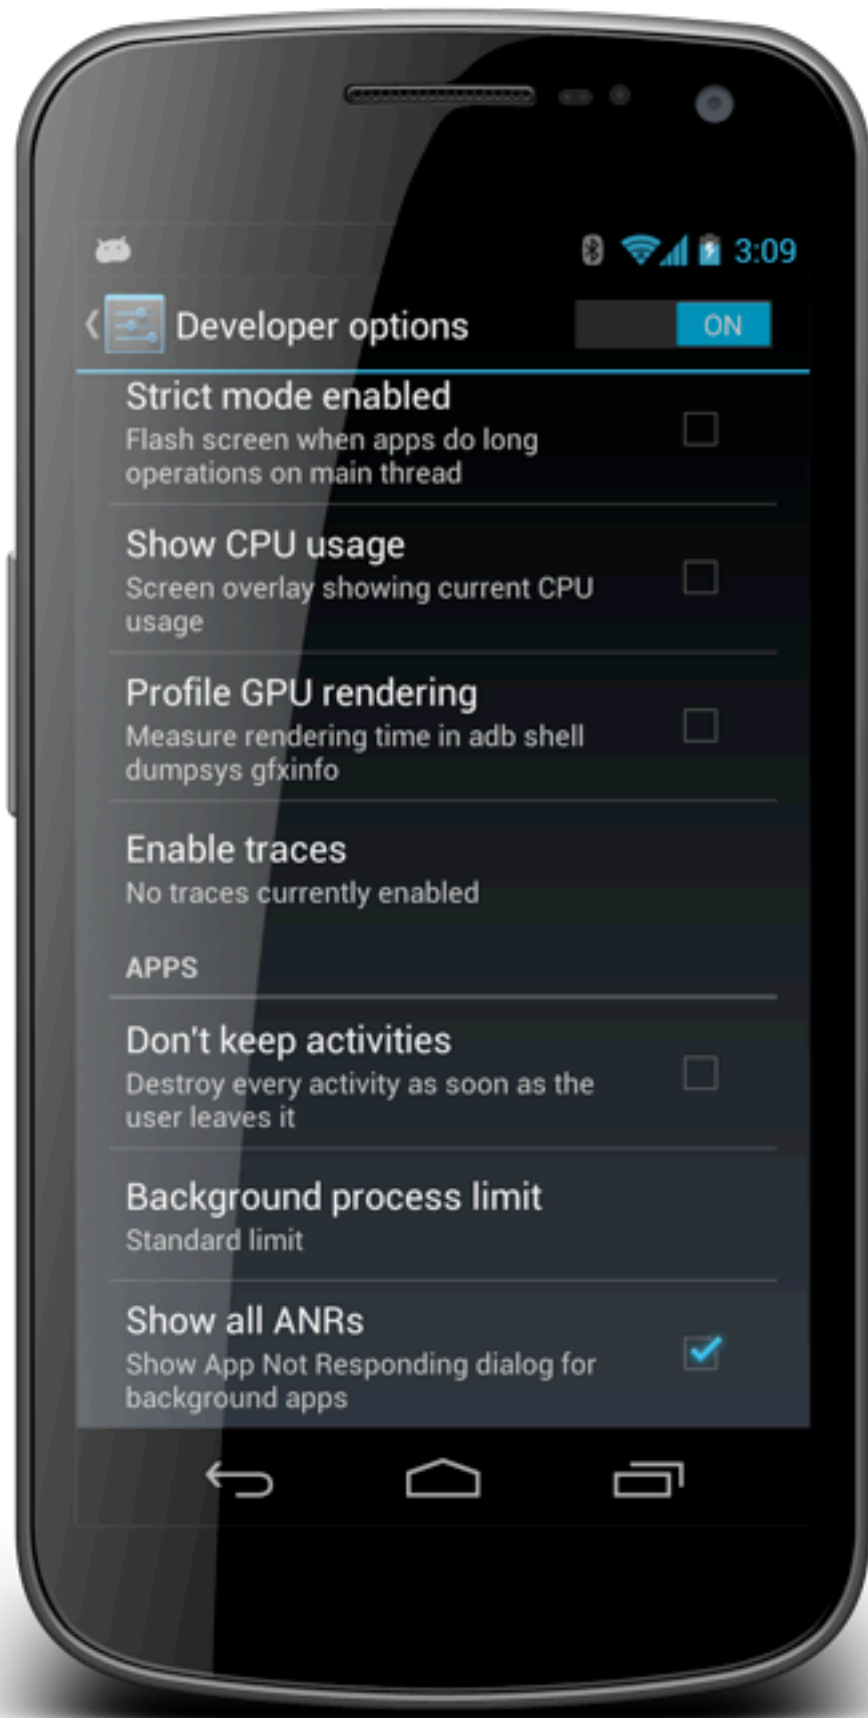 3:09
Developer options
ON
Strict mode enabled
Flash screen when apps do long
operations on main thread
Show CPU usage
Screen overlay showing current CPU
usage
Profile GPU rendering
Measure rendering time in adb shell
dumpsys gfxinfo
Enable traces
No traces currently enabled
APPS
Don't keep activities
Destroy every activity as soon as the
user leaves it
Background process limit
Standard limit
Show all ANRs
Show App Not Responding dialog for
background apps